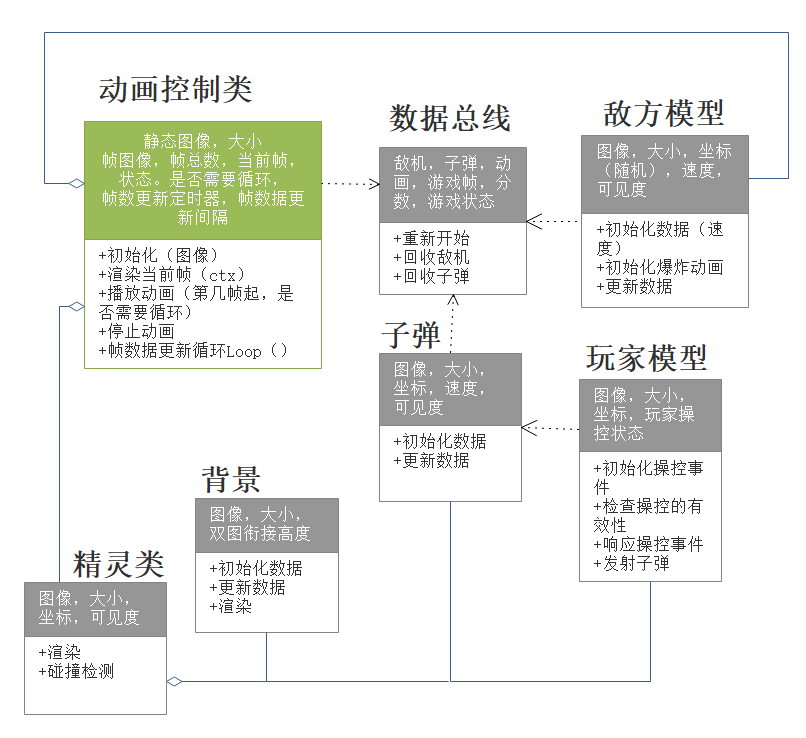 动画控制类
静态图像，大小
帧图像，帧总数，当前帧，
状态。是否需要循环，
帧数更新定时器，帧数据更
新间隔
+初始化（图像）
+渲染当前帧（ctx）
+播放动画（第几帧起，是
否需要循环）
+停止动画
+帧数据更新循环Loop（）
数据总线
敌机，子弹，动
画，游戏帧，分
数，游戏状态
+重新开始
+回收敌机
+回收子弹
敌方模型
图像，大小，坐标
（随机），速度，
可见度
+初始化数据（速
度）
+初始化爆炸动画
+更新数据
子弹
图像，大小，
坐标，速度，
可见度
+初始化数据
+更新数据
玩家模型
图像，大小，
坐标，玩家操
控状态
+初始化操控事
件
+检查操控的有
效性
+响应操控事件
+发射子弹
背景
图像，大小，
双图衔接高度
+初始化数据
+更新数据
+渲染
精灵类
图像，大小，
坐标，可见度
+渲染
+碰撞检测